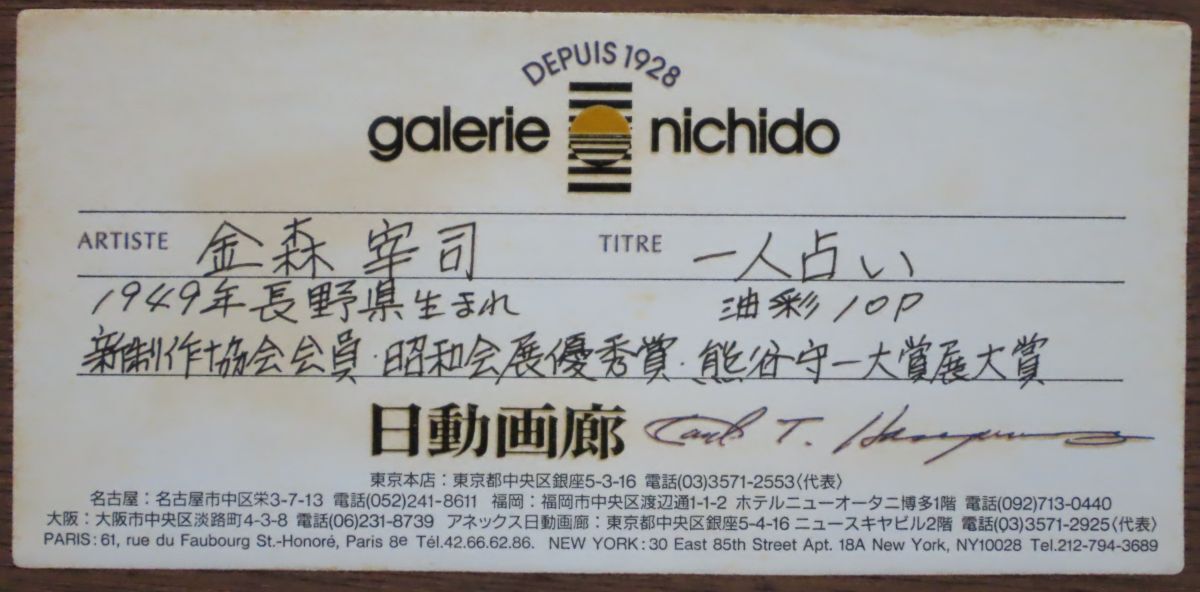 DEPUIS 1928
galerie nichido
ARTISTE 金森宰司 TITRE 一人占い
1949年長野県生まれ 油彩10P
新制作協会会員・昭和会展優秀賞・熊谷守一大賞展大賞
日動画廊
東京本店：東京都中央区銀座5-3-16 電話(03)3571-2553〈代表〉
名古屋：名古屋市中区栄3-7-13 電話(052)241-8611 福岡：福岡市中央区渡辺通1-1-2 ホテルニューオータニ博多1階 電話(092)713-0440
大阪：大阪市中央区淡路町4-3-8 電話(06)231-8739 アネックス日動画廊：東京都中央区銀座5-4-16 ニュースキヤビル2階 電話(03)3571-2925〈代表〉
PARIS: 61, rue du Faubourg St.-Honoré, Paris 8e Tél.42.66.62.86. NEW YORK: 30 East 85th Street Apt. 18A New York, NY10028 Tel.212-794-3689